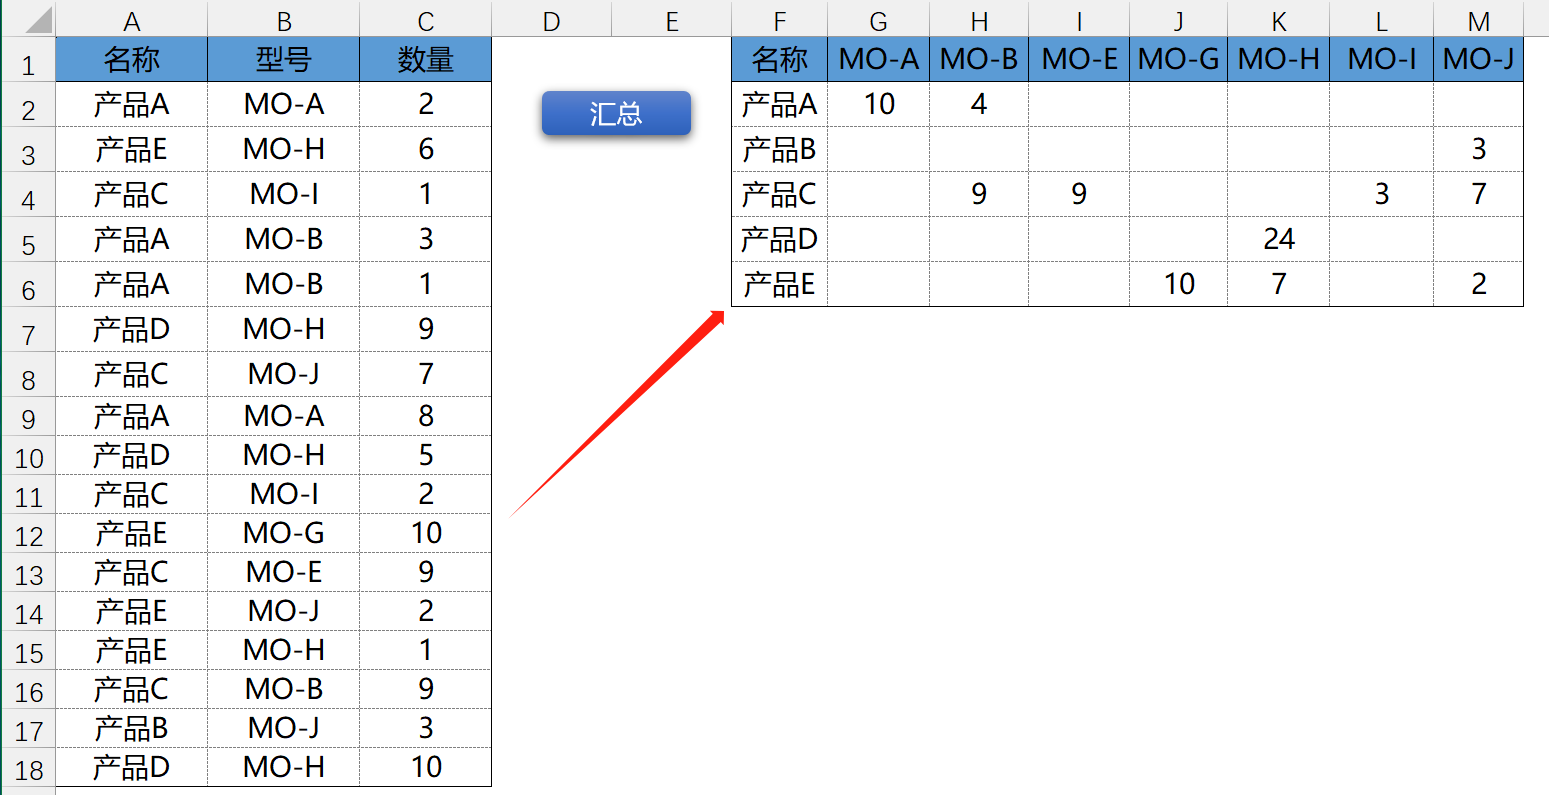 A B C D E F G H I J K L M
1 名称 型号 数量 名称 MO-A MO-B MO-E MO-G MO-H MO-I MO-J
2 产品A MO-A 2 汇总 产品A 10 4
3 产品E MO-H 6 产品B 3
4 产品C MO-I 1 产品C 9 9 3 7
5 产品A MO-B 3 产品D 24
6 产品A MO-B 1 产品E 10 7 2
7 产品D MO-H 9
8 产品C MO-J 7
9 产品A MO-A 8
10 产品D MO-H 5
11 产品C MO-I 2
12 产品E MO-G 10
13 产品C MO-E 9
14 产品E MO-J 2
15 产品E MO-H 1
16 产品C MO-B 9
17 产品B MO-J 3
18 产品D MO-H 10